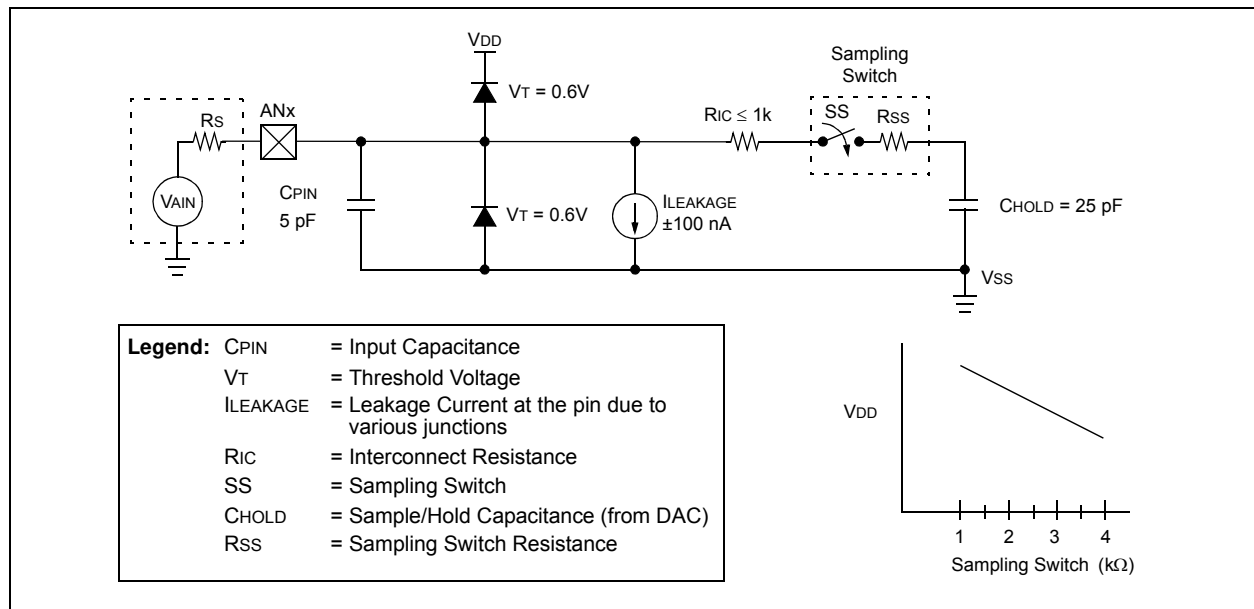 VDD
Sampling
Switch
VT = 0.6V
ANx
RS
RIC ≤ 1k
SS
RSS
VAIN
CPIN
5 pF
VT = 0.6V
ILEAKAGE
±100 nA
CHOLD = 25 pF
VSS
Legend: CPIN = Input Capacitance
VT = Threshold Voltage
ILEAKAGE = Leakage Current at the pin due to
various junctions
RIC = Interconnect Resistance
SS = Sampling Switch
CHOLD = Sample/Hold Capacitance (from DAC)
RSS = Sampling Switch Resistance
VDD
1 2 3 4
Sampling Switch (kΩ)